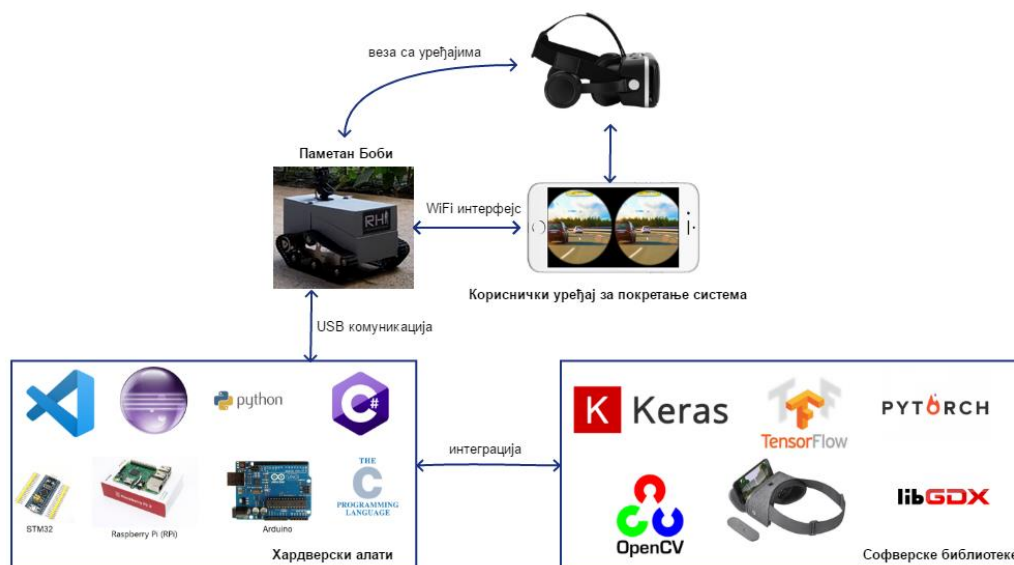 веза са уређајима
Паметан Боби
RH
WiFi интерфејс
Кориснички уређај за покретање система
USB комуникација
python
C#
K Keras
TensorFlow
PYTORCH
интеграција
STM32
Raspberry Pi (RPi)
Arduino
THE
C
PROGRAMMING
LANGUAGE
OpenCV
libGDX
Хардверски алати
Софверске библиотеке